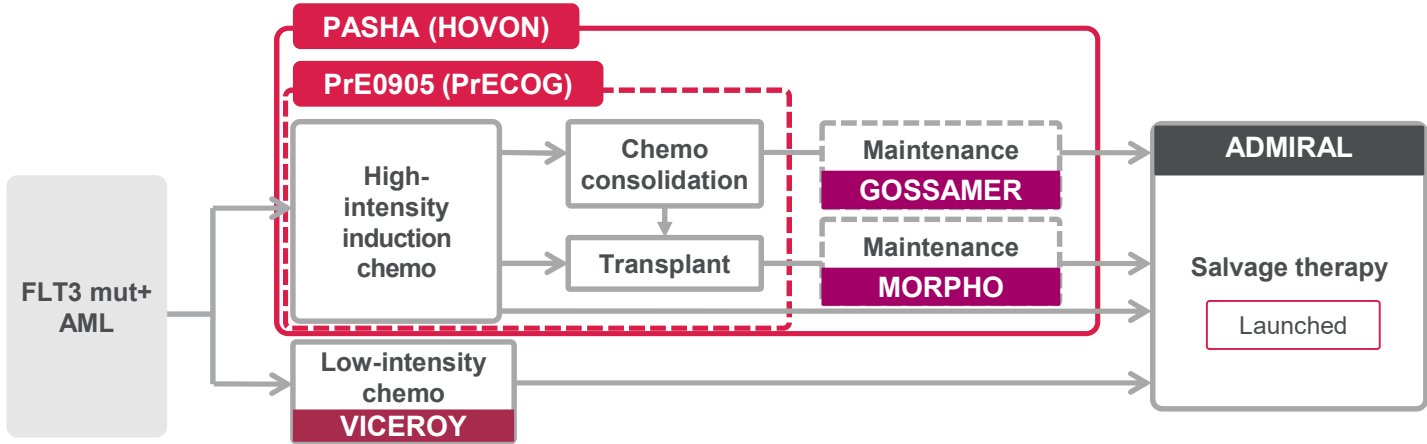 PASHA (HOVON)
PrE0905 (PrECOG)
FLT3 mut+
AML
High-
intensity
induction
chemo
Chemo
consolidation
Transplant
Maintenance
GOSSAMER
Maintenance
MORPHO
Low-intensity
chemo
VICEROY
ADMIRAL
Salvage therapy
Launched